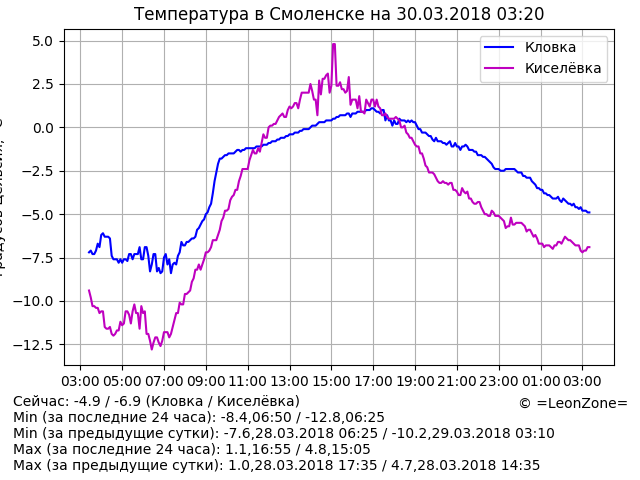 Температура в Смоленске на 30.03.2018 03:20
Кловка
Киселёвка
5.0
2.5
0.0
−2.5
−5.0
−7.5
−10.0
−12.5
03:00 05:00 07:00 09:00 11:00 13:00 15:00 17:00 19:00 21:00 23:00 01:00 03:00
Сейчас: -4.9 / -6.9 (Кловка / Киселёвка)
© =LeonZone=
Min (за последние 24 часа): -8.4,06:50 / -12.8,06:25
Min (за предыдущие сутки): -7.6,28.03.2018 06:25 / -10.2,29.03.2018 03:10
Max (за последние 24 часа): 1.1,16:55 / 4.8,15:05
Max (за предыдущие сутки): 1.0,28.03.2018 17:35 / 4.7,28.03.2018 14:35